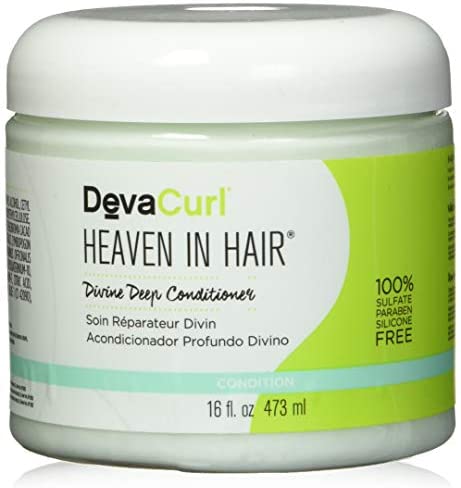 DevaCurl
HEAVEN IN HAIR®
Divine Deep Conditioner
Soin Réparateur Divin
Acondicionador Profundo Divino
100%
SULFATE
PARABEN
SILICONE
FREE
CONDITION
16 fl. oz 473 ml